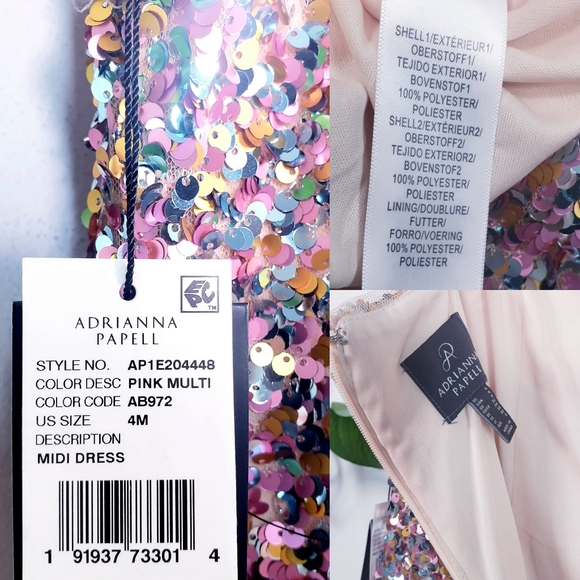 ADRIANNA
PAPELL
STYLE NO. AP1E204448
COLOR DESC PINK MULTI
COLOR CODE AB972
US SIZE 4M
DESCRIPTION
MIDI DRESS
1 91937 73301 4
SHELL1/EXTÉRIEUR1/
OBERSTOFF1/
TEJIDO EXTERIOR1/
BOVENSTOF1
100% POLYESTER/
POLIESTER
SHELL2/EXTÉRIEUR2/
OBERSTOFF2/
TEJIDO EXTERIOR2/
BOVENSTOF2
100% POLYESTER/
POLIESTER
LINING/DOUBLURE/
FUTTER/
FORRO/VOERING
100% POLYESTER/
POLIESTER
ADRIANNA
PAPELL